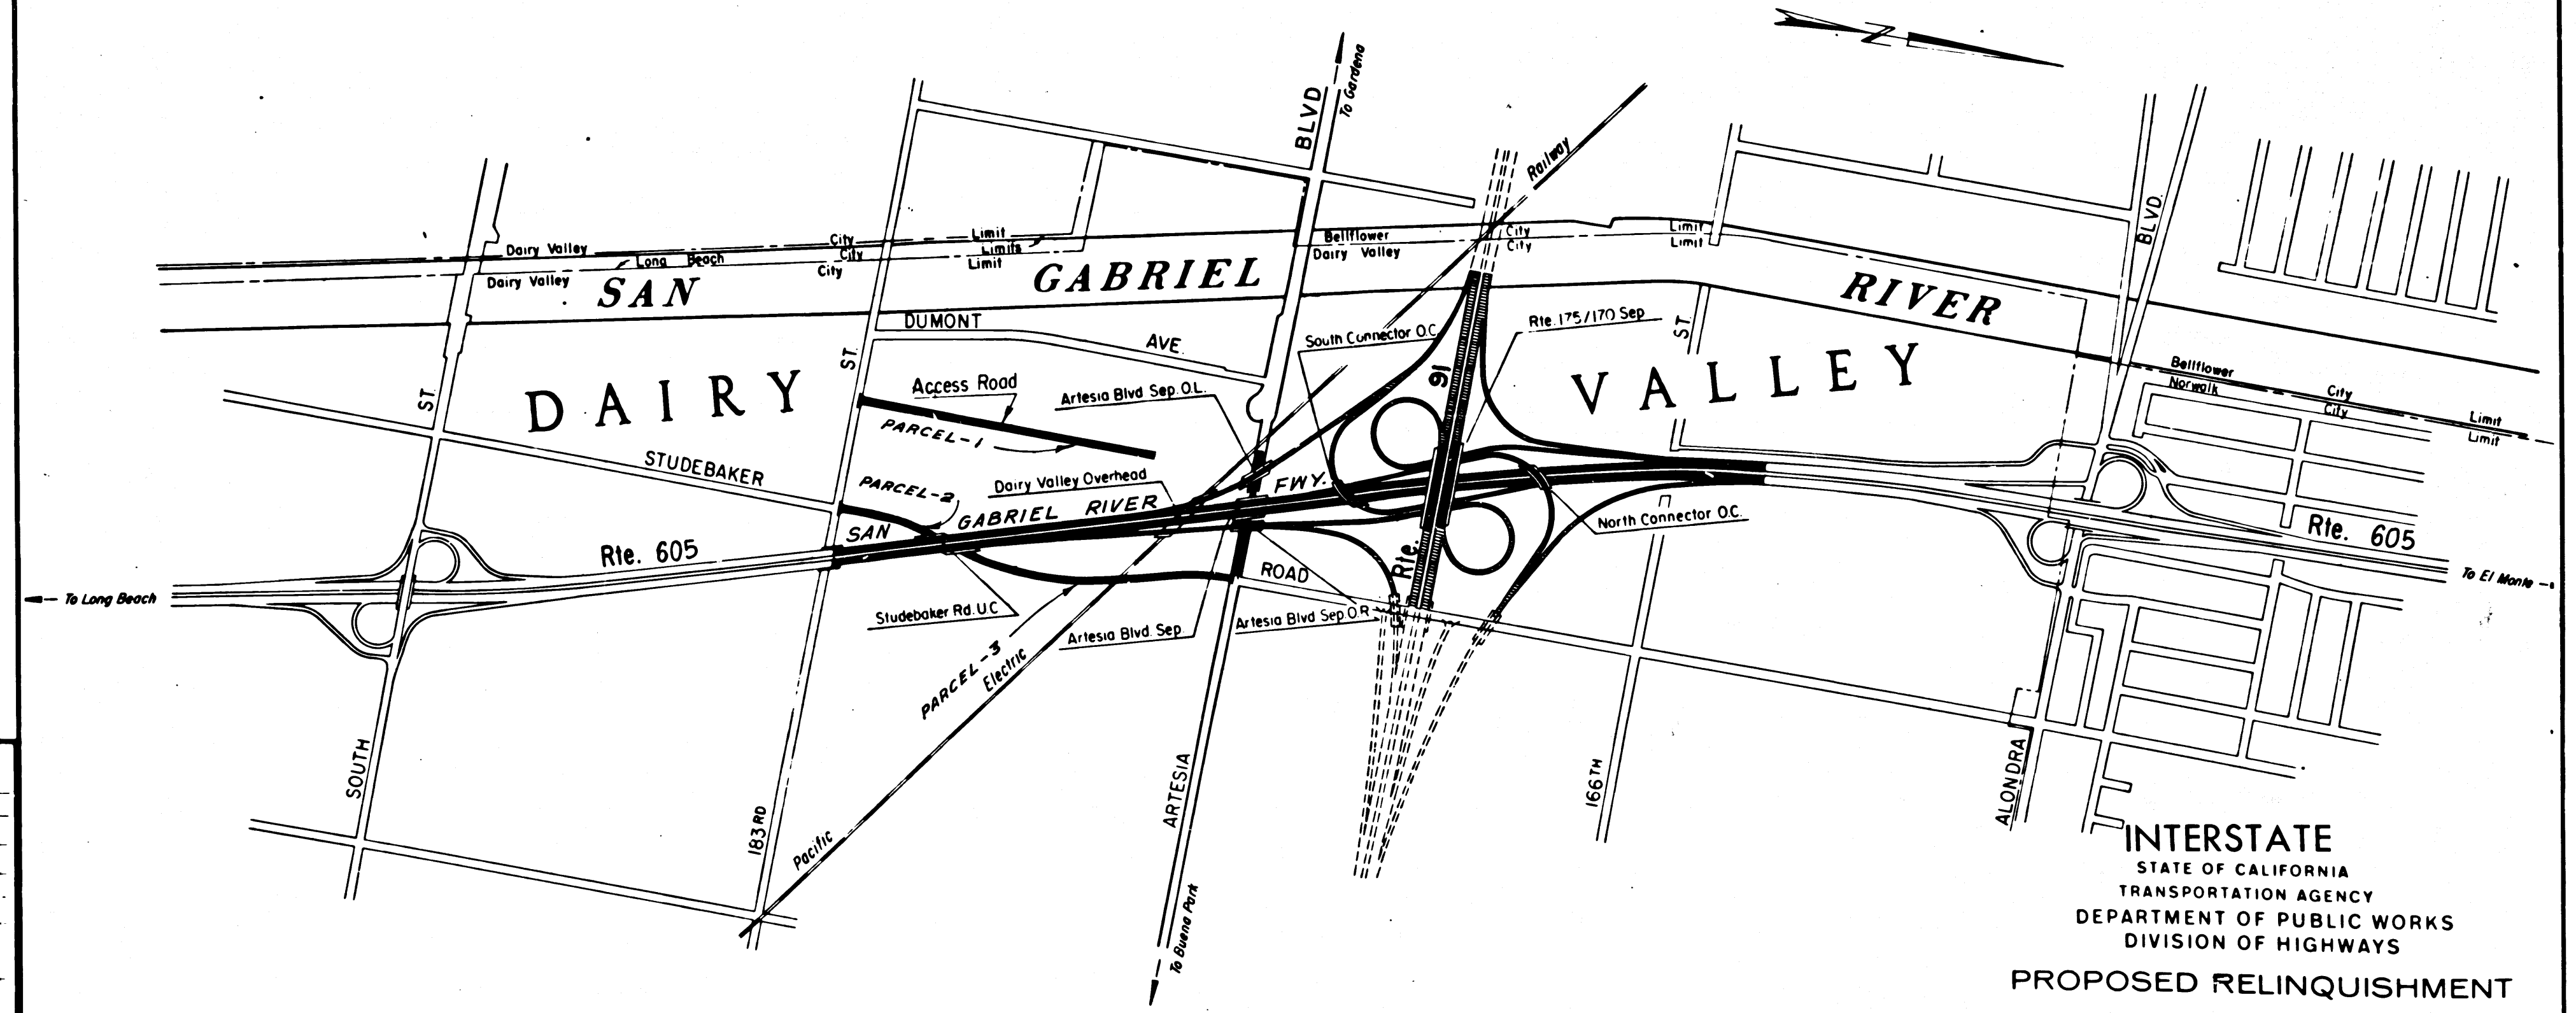 N
BLVD
To Gardena
Railway
BLVD.
Dairy Valley
City
Limit
Long Beach
City
Limits
Dairy Valley
City
Limit
Bellflower
City
Limit
Dairy Valley
City
Limit
SAN GABRIEL RIVER
DUMONT AVE.
South Connector O.C.
Rte. 175/170 Sep
ST.
ST.
ST.
DAIRY VALLEY
Access Road
Artesia Blvd Sep. O.L.
PARCEL-1
91
Bellflower
City
Limit
Norwalk
City
Limit
STUDEBAKER
PARCEL-2
Dairy Valley Overhead
SAN GABRIEL RIVER FWY.
North Connector O.C.
Rte. 605
Rte. 605
To Long Beach
To El Monte
ROAD
Rte.
Studebaker Rd. U.C
Artesia Blvd. Sep.
Artesia Blvd Sep. O.R
PARCEL-3
Electric
SOUTH
183RD
Pacific
ARTESIA
To Buena Park
166TH
ALONDRA
INTERSTATE
STATE OF CALIFORNIA
TRANSPORTATION AGENCY
DEPARTMENT OF PUBLIC WORKS
DIVISION OF HIGHWAYS
PROPOSED RELINQUISHMENT